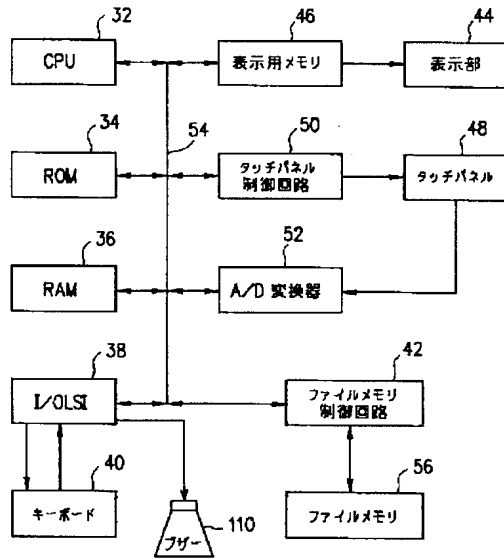 32
CPU
46
表示用メモリ
44
表示部
34
ROM
54
50
タッチパネル
制御回路
48
タッチパネル
36
RAM
52
A/D 変換器
38
I/OLSI
42
ファイルメモリ
制御回路
40
キーボード
ブザー
110
56
ファイルメモリ